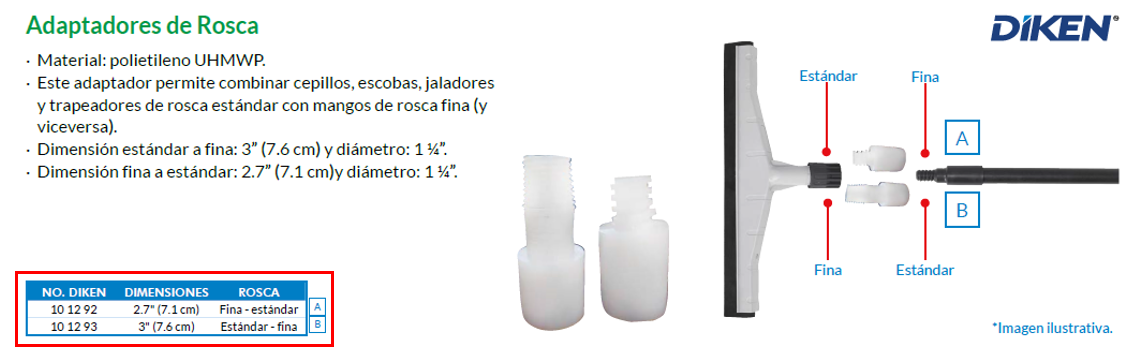 Adaptadores de Rosca
DIKEN®
· Material: polietileno UHMWP.
· Este adaptador permite combinar cepillos, escobas, jaladores
y trapeadores de rosca estándar con mangos de rosca fina (y
viceversa).
· Dimensión estándar a fina: 3” (7.6 cm) y diámetro: 1 ¼”.
· Dimensión fina a estándar: 2.7” (7.1 cm)y diámetro: 1 ¼”.
Estándar Fina
A
B
Fina Estándar
NO. DIKEN DIMENSIONES ROSCA
10 12 92 2.7" (7.1 cm) Fina - estándar A
10 12 93 3" (7.6 cm) Estándar - fina B
*Imagen ilustrativa.